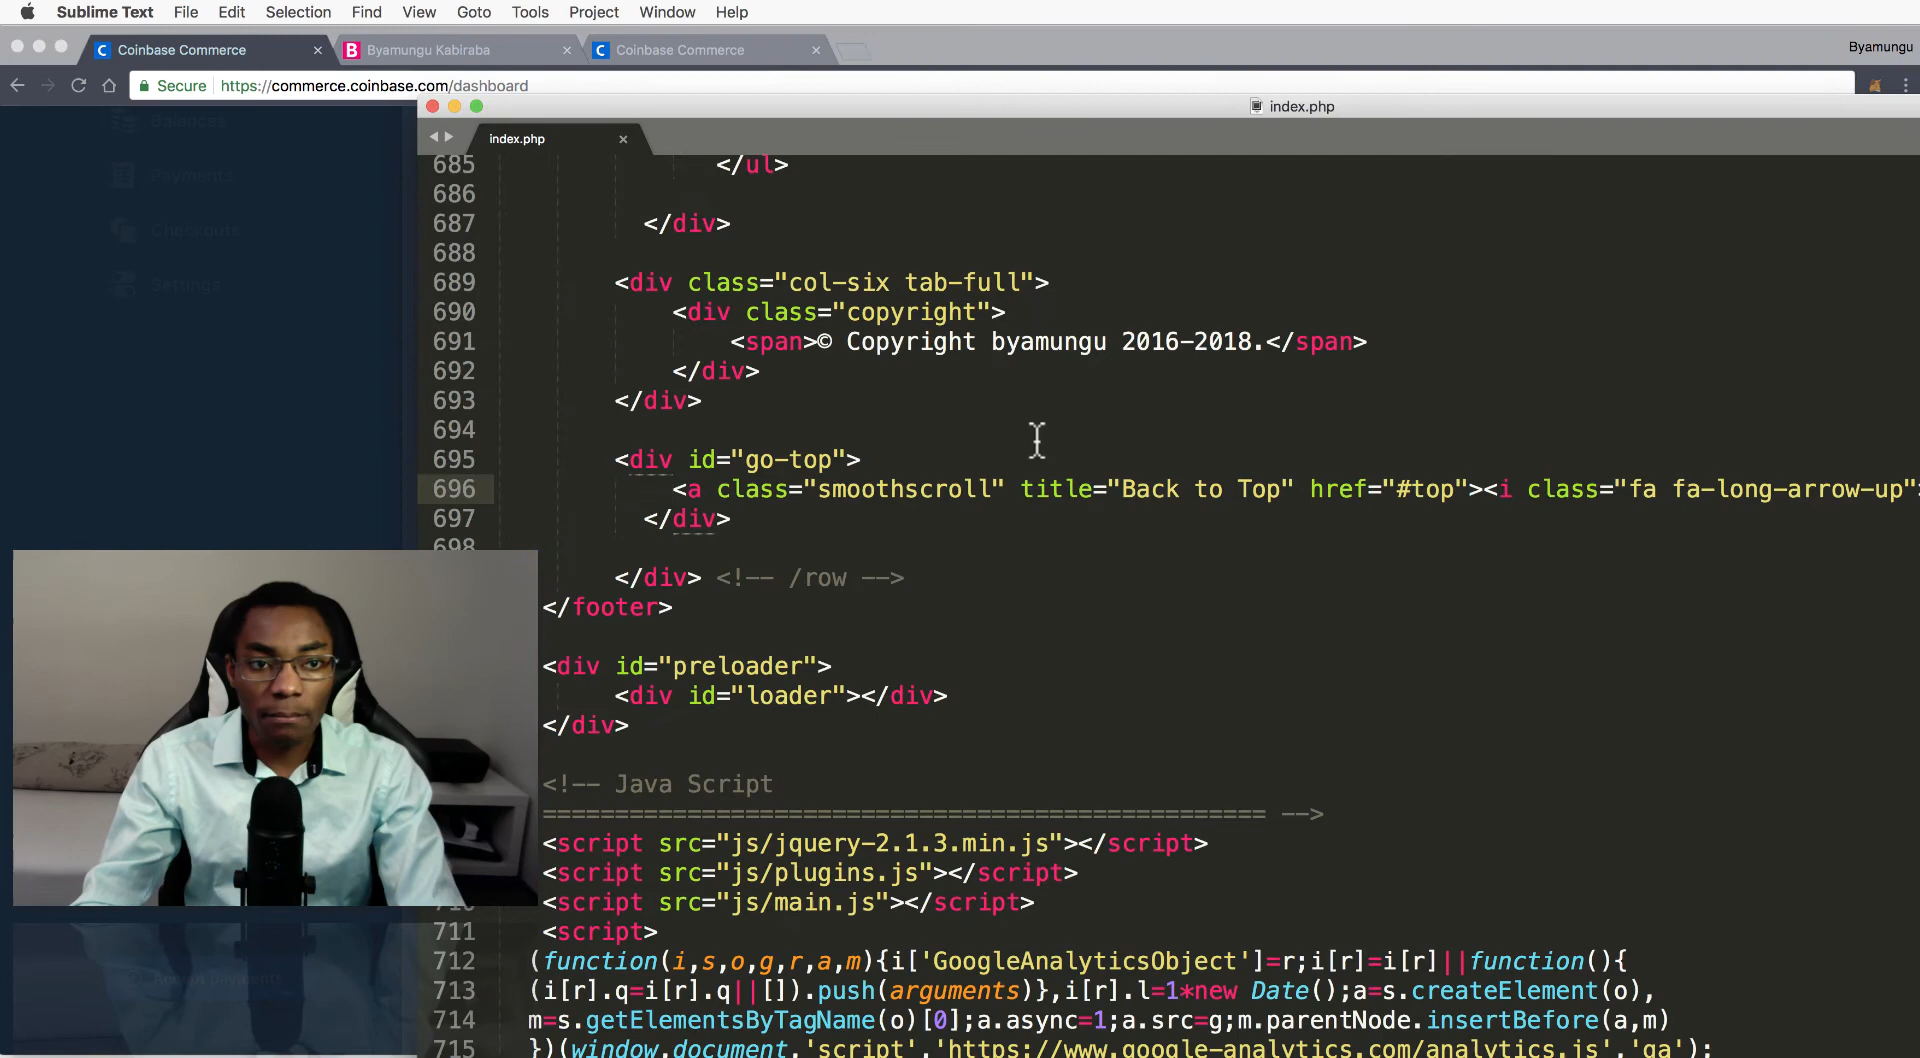 Sublime Text File Edit Selection Find View Goto Tools Project Window Help
Coinbase Commerce Byamungu Kabiraba Coinbase Commerce Byamungu
Secure https://commerce.coinbase.com/dashboard
index.php
index.php
Balances
Payments
Checkouts
Settings
685 </ul>
686
687 </div>
688
689 <div class="col-six tab-full">
690 <div class="copyright">
691 <span>© Copyright byamungu 2016-2018.</span>
692 </div>
693 </div>
694
695 <div id="go-top">
696 <a class="smoothscroll" title="Back to Top" href="#top"><i class="fa fa-long-arrow-up"
697 </div>
698
</div> <!-- /row -->
</footer>
<div id="preloader">
<div id="loader"></div>
</div>
<!-- Java Script
================================================== -->
<script src="js/jquery-2.1.3.min.js"></script>
<script src="js/plugins.js"></script>
<script src="js/main.js"></script>
711 <script>
712 (function(i,s,o,g,r,a,m){i['GoogleAnalyticsObject']=r;i[r]=i[r]||function(){
713 (i[r].q=i[r].q||[]).push(arguments)},i[r].l=1*new Date();a=s.createElement(o),
714 m=s.getElementsByTagName(o)[0];a.async=1;a.src=g;m.parentNode.insertBefore(a,m)
715 })(window,document,'script','https://www.google-analytics.com/analytics.js','ga');